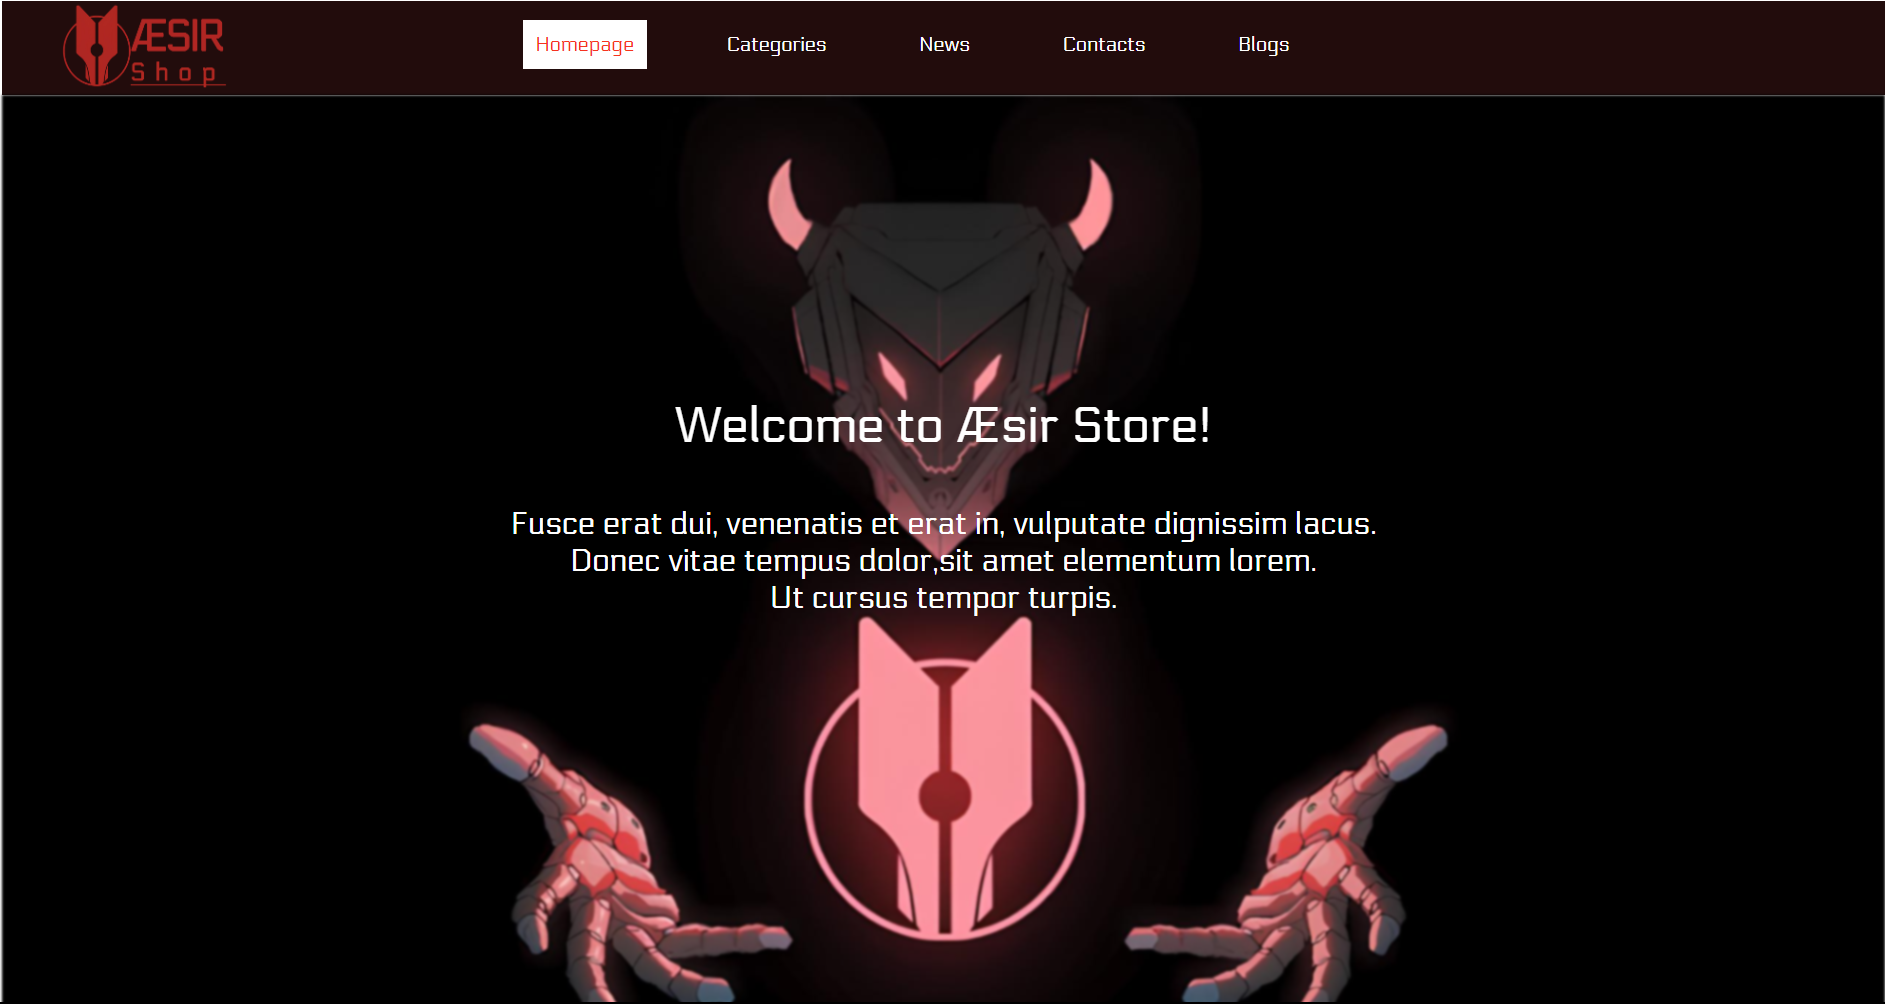 ÆSIR
Shop
Homepage
Categories
News
Contacts
Blogs
Welcome to Æsir Store!
Fusce erat dui, venenatis et erat in, vulputate dignissim lacus.
Donec vitae tempus dolor,sit amet elementum lorem.
Ut cursus tempor turpis.